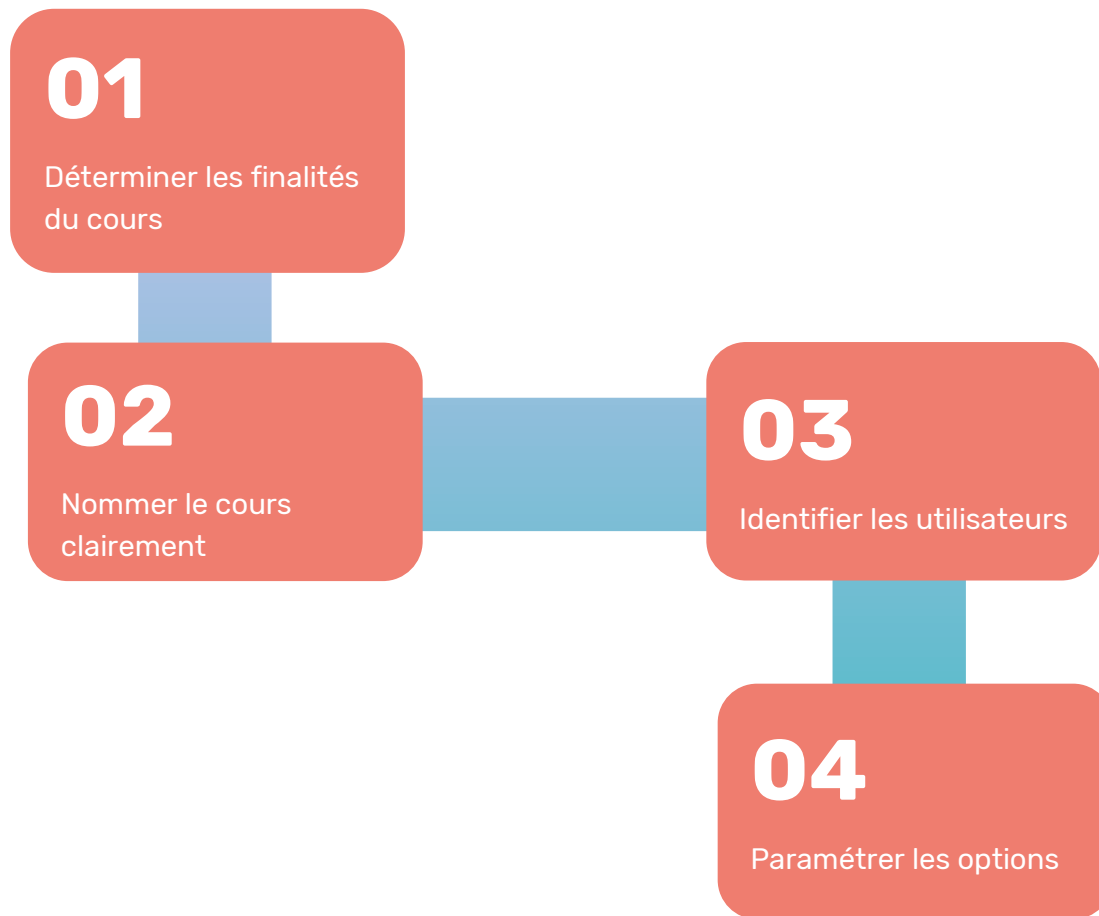 01
Déterminer les finalités
du cours
02
Nommer le cours
clairement
03
Identifier les utilisateurs
04
Paramétrer les options